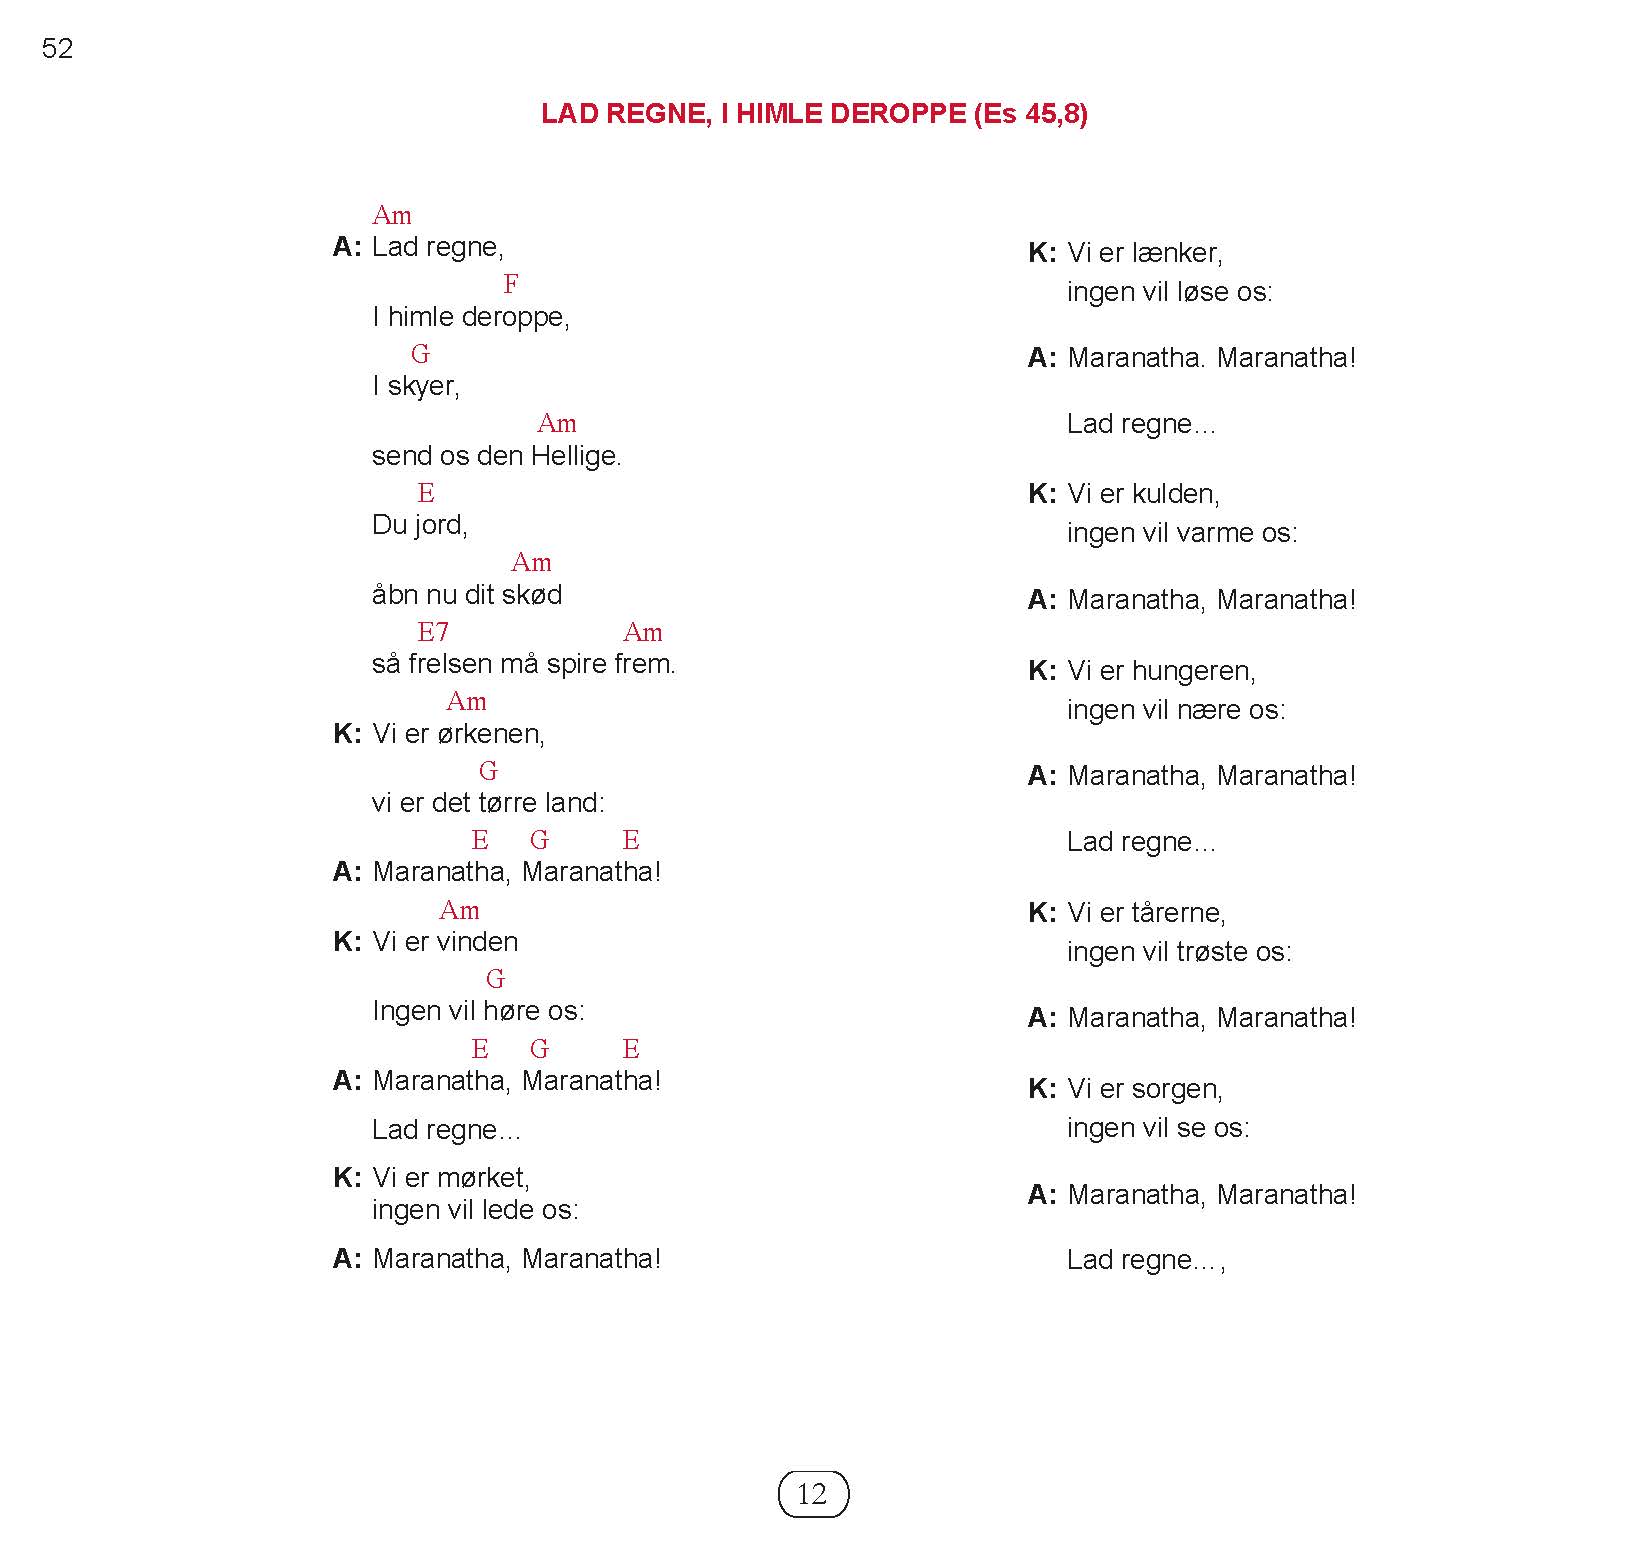 52
LAD REGNE, I HIMLE DEROPPE (Es 45,8)
Am
A: Lad regne,
F
I himle deroppe,
G
I skyer,
Am
send os den Hellige.
E
Du jord,
Am
åbn nu dit skød
E7 Am
så frelsen må spire frem.
Am
K: Vi er ørkenen,
G
vi er det tørre land:
E G E
A: Maranatha, Maranatha!
Am
K: Vi er vinden
G
Ingen vil høre os:
E G E
A: Maranatha, Maranatha!
Lad regne…
K: Vi er mørket,
ingen vil lede os:
A: Maranatha, Maranatha!
K: Vi er lænker,
ingen vil løse os:
A: Maranatha. Maranatha!
Lad regne…
K: Vi er kulden,
ingen vil varme os:
A: Maranatha, Maranatha!
K: Vi er hungeren,
ingen vil nære os:
A: Maranatha, Maranatha!
Lad regne…
K: Vi er tårerne,
ingen vil trøste os:
A: Maranatha, Maranatha!
K: Vi er sorgen,
ingen vil se os:
A: Maranatha, Maranatha!
Lad regne…,
12